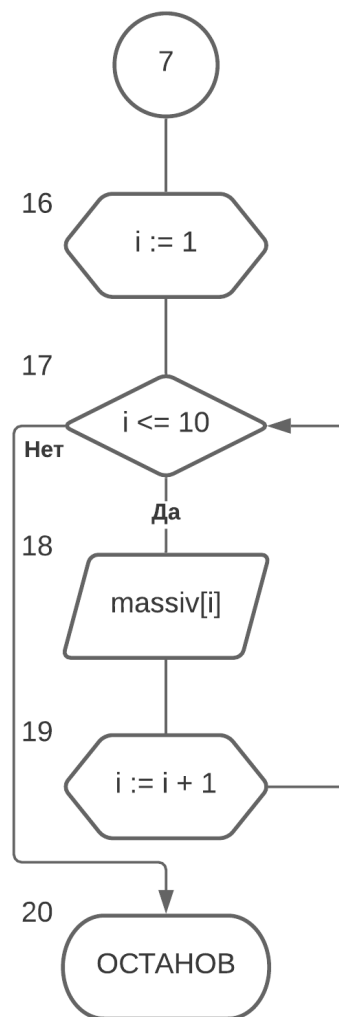 7
16
i := 1
17
i <= 10
Нет
Да
18
massiv[i]
19
i := i + 1
20
ОСТАНОВ